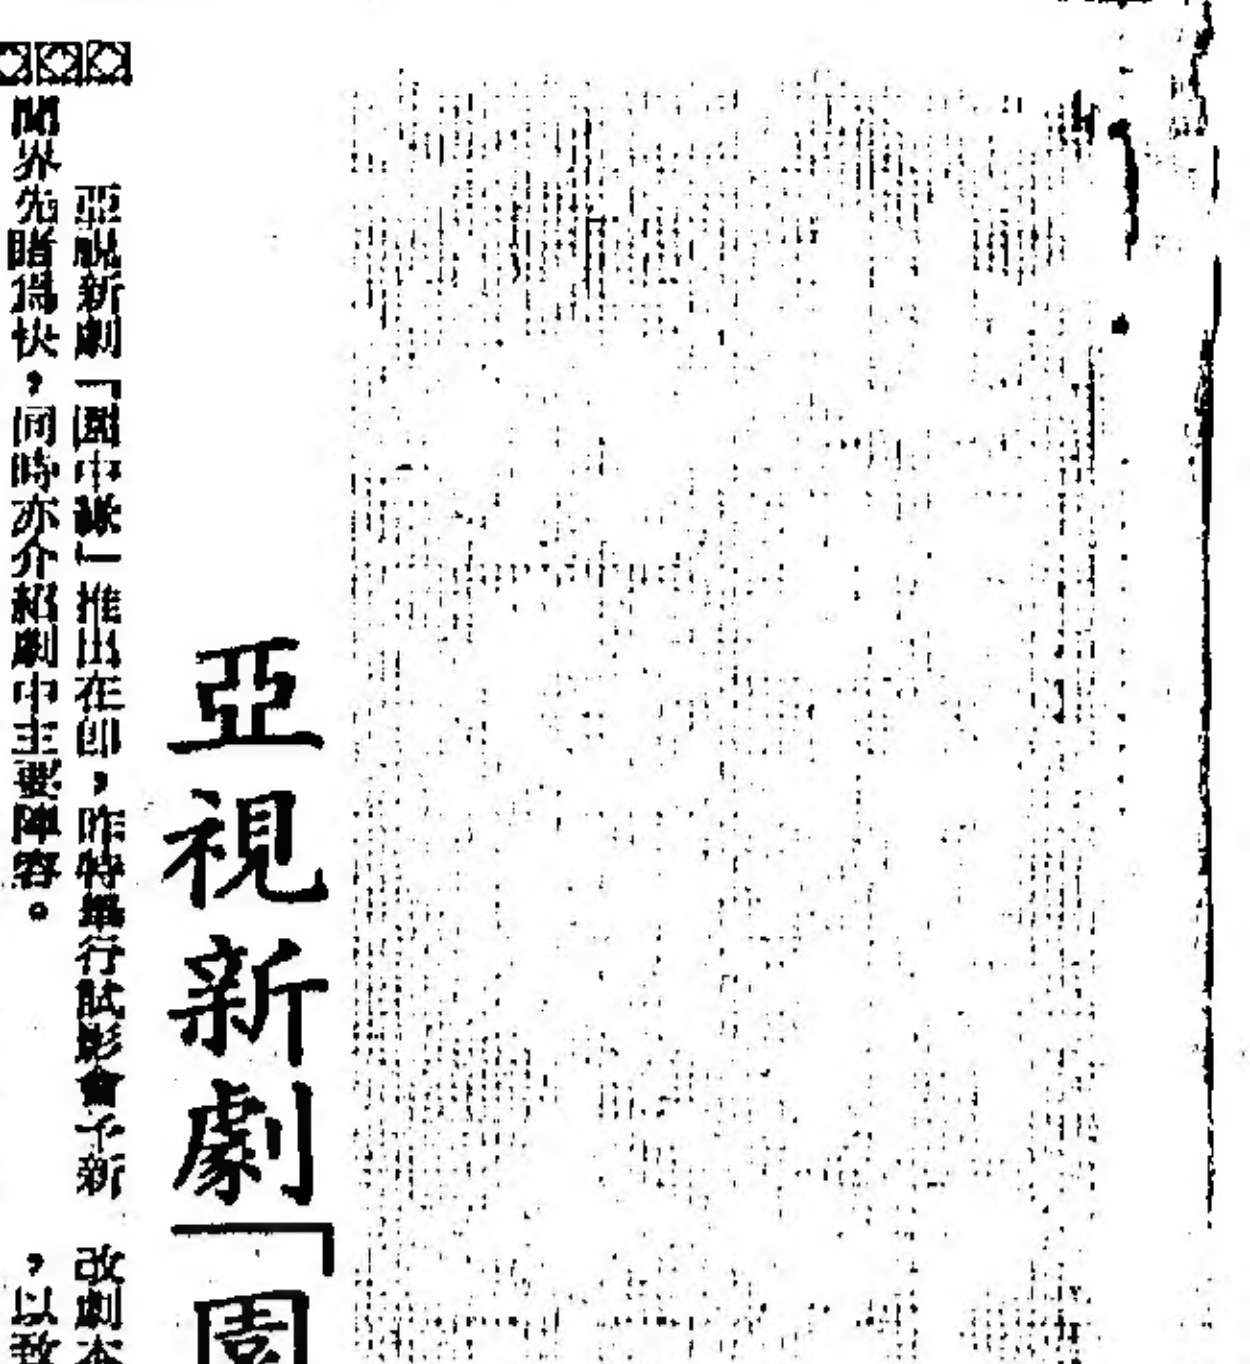 亞視新劇「園
亞視新劇「園中緣」推出在即，昨特舉行試影會予新
聞界先睹爲快，同時亦介紹劇中主要陣容。
改劇本
，以致